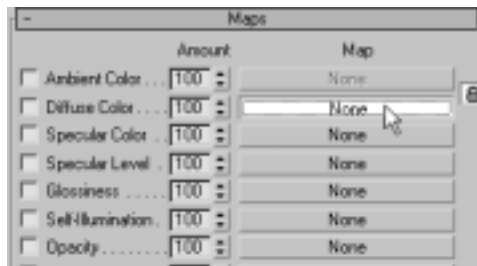 - Maps
Amount Map
Ambient Color . . . 100 None
Diffuse Color . . . . 100 None
Specular Color . . 100 None
Specular Level . 100 None
Glossiness . . . . . 100 None
Self-Illumination . 100 None
Opacity . . . . . . . . 100 None